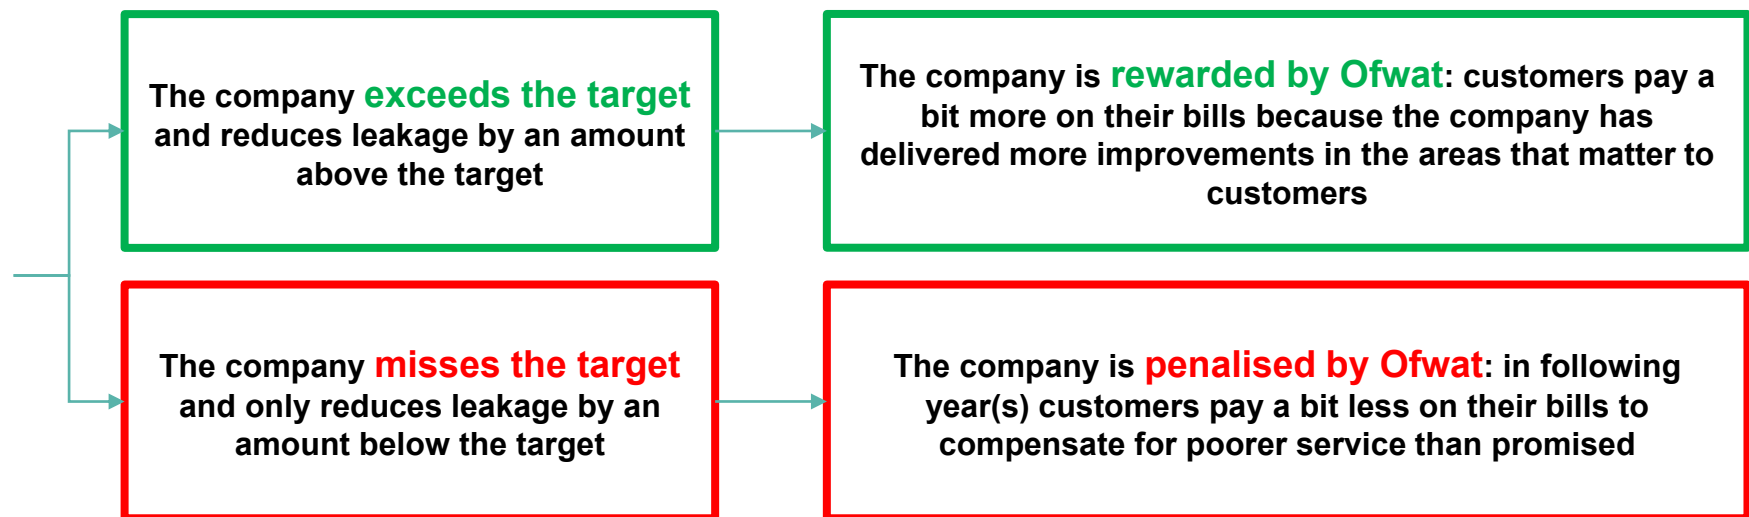 The company exceeds the target
and reduces leakage by an amount
above the target
The company is rewarded by Ofwat: customers pay a
bit more on their bills because the company has
delivered more improvements in the areas that matter to
customers
The company misses the target
and only reduces leakage by an
amount below the target
The company is penalised by Ofwat: in following
year(s) customers pay a bit less on their bills to
compensate for poorer service than promised